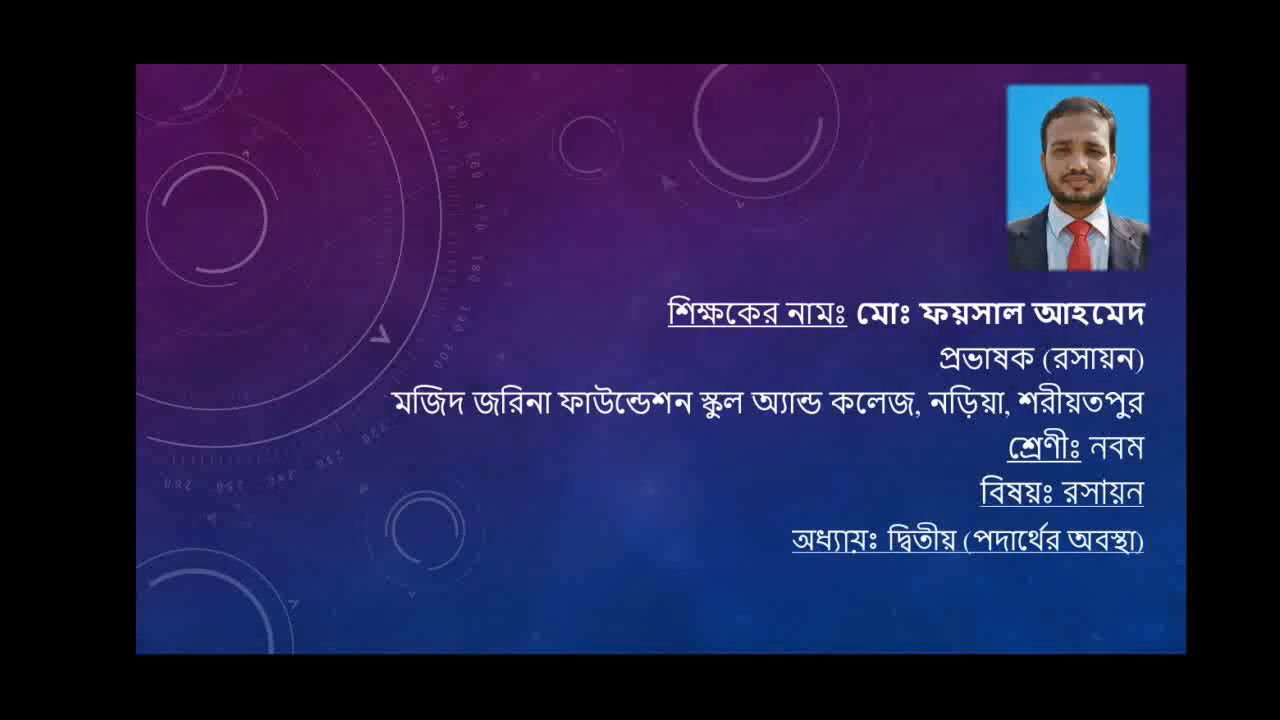 শিক্ষকের নামঃ মোঃ ফয়সাল আহমেদ
প্রভাষক (রসায়ন)
মজিদ জরিনা ফাউন্ডেশন স্কুল অ্যান্ড কলেজ, নড়িয়া, শরীয়তপুর
শ্রেণীঃ নবম
বিষয়ঃ রসায়ন
অধ্যায়ঃ দ্বিতীয় (পদার্থের অবস্থা)